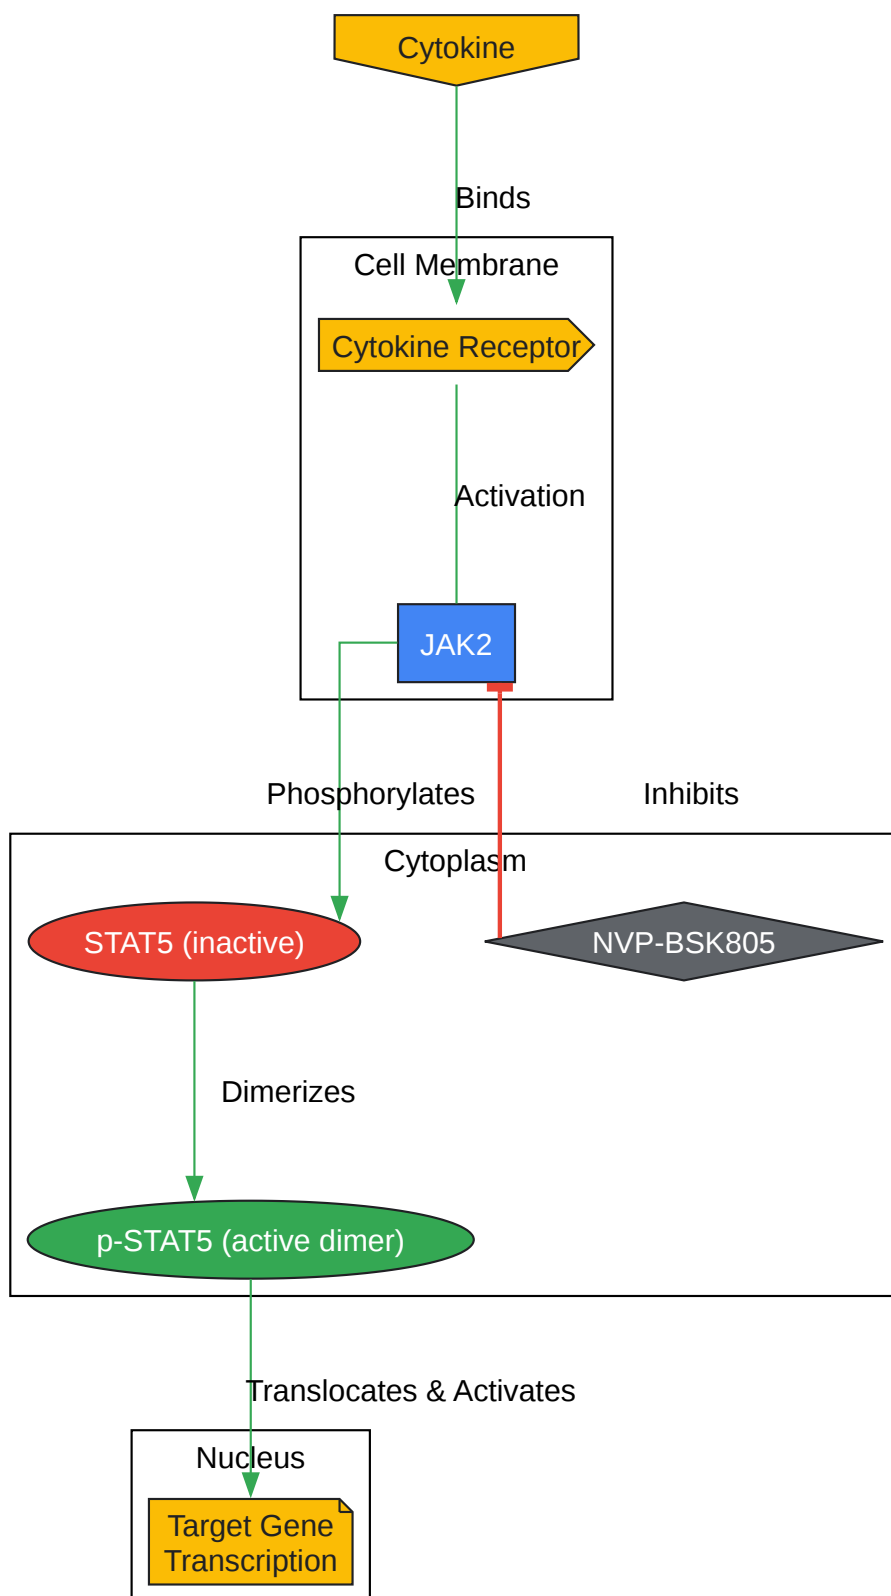 Cytokine
Binds
Cell Membrane
Cytokine Receptor
Activation
JAK2
Phosphorylates
Inhibits
Cytoplasm
STAT5 (inactive)
NVP-BSK805
Dimerizes
p-STAT5 (active dimer)
Translocates & Activates
Nucleus
Target Gene
Transcription